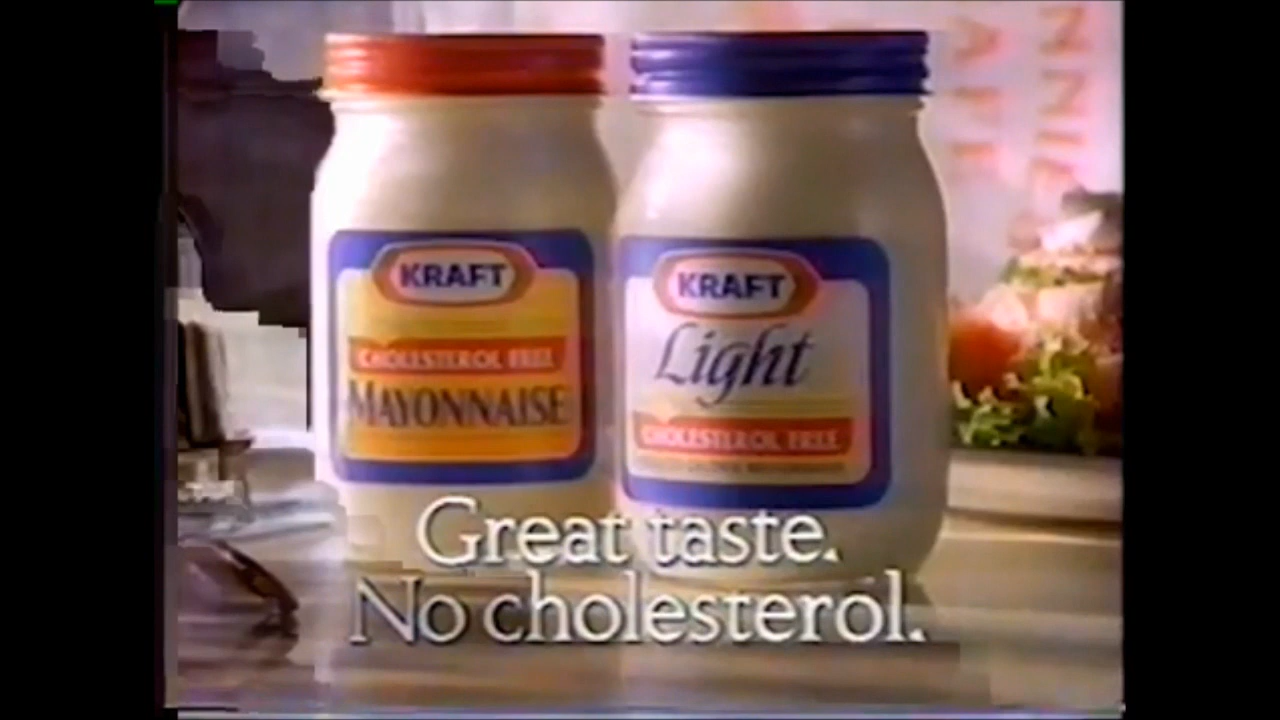 KRAFT
CHOLESTEROL FREE
MAYONNAISE
KRAFT
Light
CHOLESTEROL FREE
Great taste.
No cholesterol.